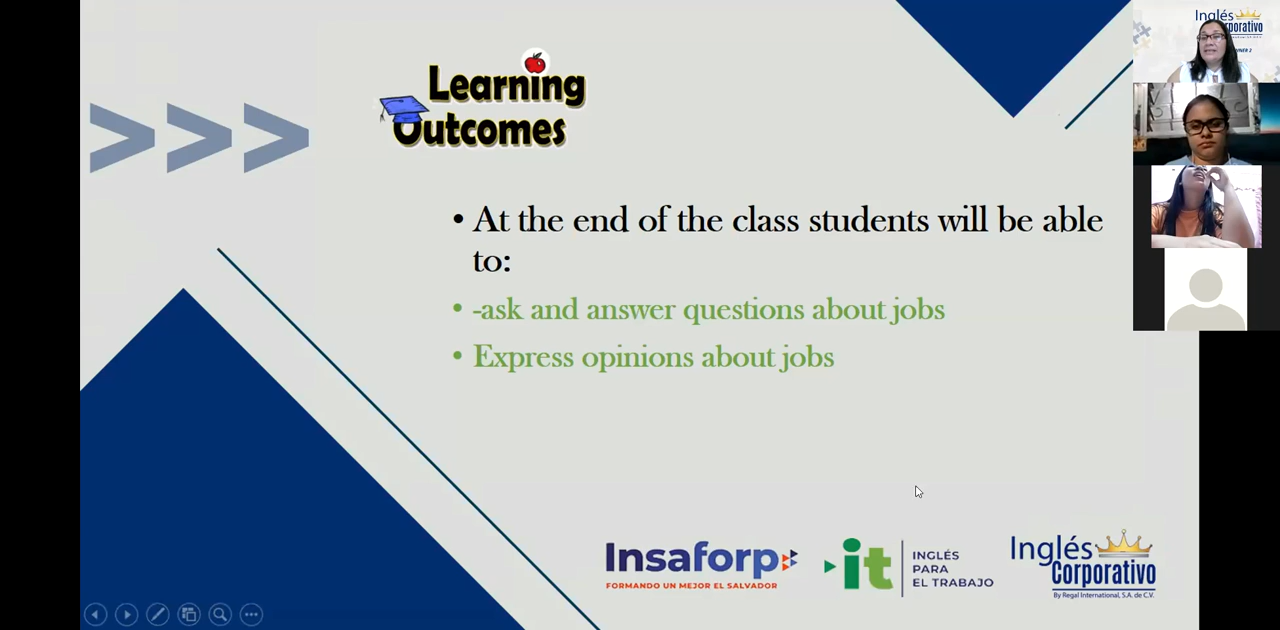 Learning
Outcomes
• At the end of the class students will be able
to:
• -ask and answer questions about jobs
• Express opinions about jobs
Insaforp
FORMANDO UN MEJOR EL SALVADOR
it
INGLÉS
PARA
EL TRABAJO
Inglés
Corporativo
By Regal International, S.A. de C.V.
Inglés